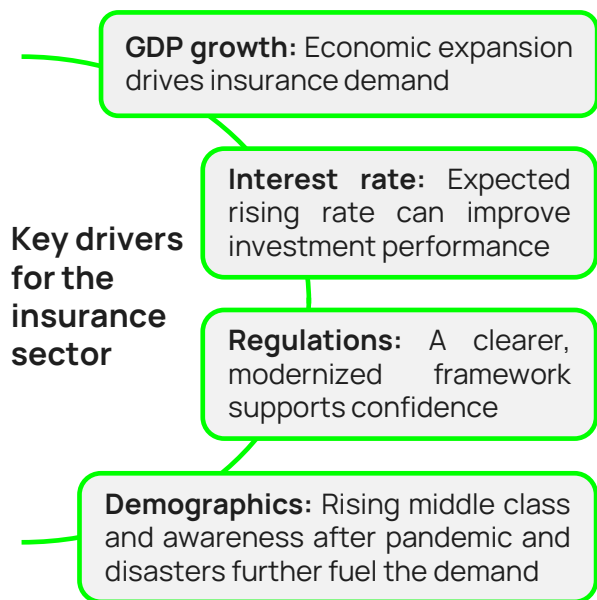 GDP growth: Economic expansion
drives insurance demand
Interest rate: Expected
rising rate can improve
investment performance
Key drivers
for the
insurance
sector
Regulations: A clearer,
modernized framework
supports confidence
Demographics: Rising middle class
and awareness after pandemic and
disasters further fuel the demand